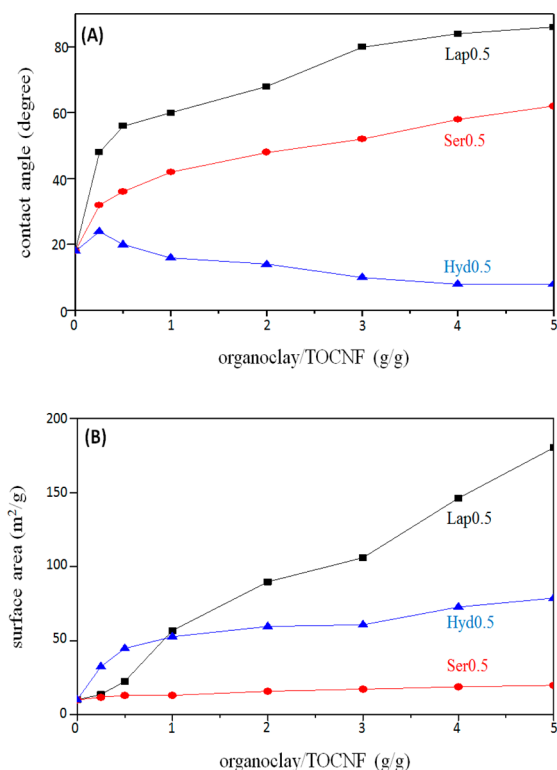 (A)
80
60
40
20
0
contact angle (degree)
Lap0.5
Ser0.5
Hyd0.5
0 1 2 3 4 5
organoclay/TOCNF (g/g)
(B)
200
150
100
50
0
surface area (m²/g)
Lap0.5
Hyd0.5
Ser0.5
0 1 2 3 4 5
organoclay/TOCNF (g/g)